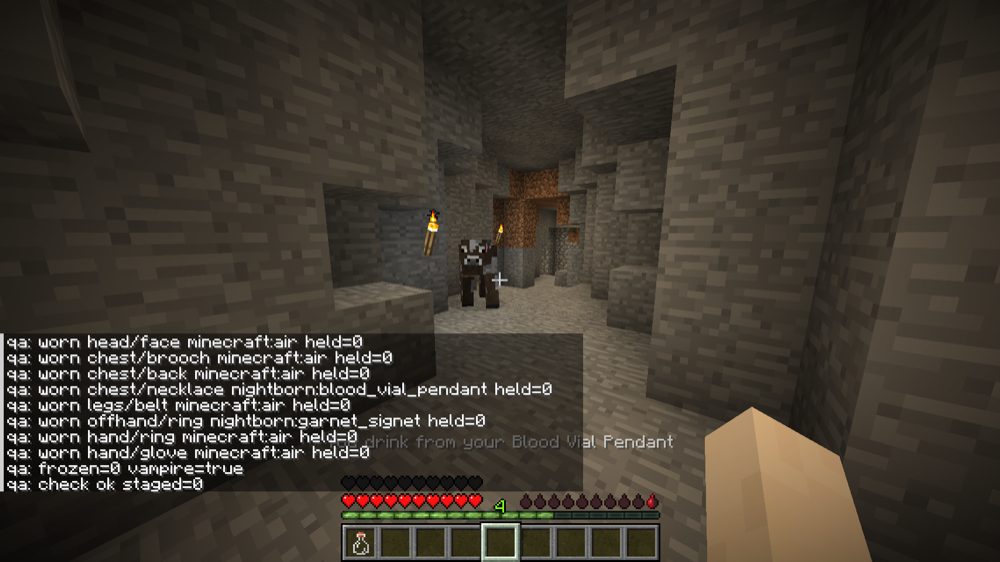 qa: worn head/face minecraft:air held=0
qa: worn chest/brooch minecraft:air held=0
qa: worn chest/back minecraft:air held=0
qa: worn chest/necklace nightborn:blood_vial_pendant held=0
qa: worn legs/belt minecraft:air held=0
qa: worn offhand/ring nightborn:garnet_signet held=0
qa: worn hand/ring minecraft:air held=0
drink from your Blood Vial Pendant
qa: worn hand/glove minecraft:air held=0
qa: frozen=0 vampire=true
qa: check ok staged=0
4